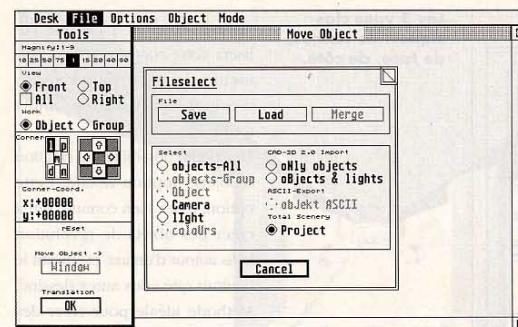 Desk File Options Object Mode
Tools
Move Object
Magnify:1-9
10 25 50 75 1 15 20 40 60
View
Front Top
All Right
Work
Object Group
Corner
l p
m
d n
Corner-Coord.
x:+00000
y:+00000
rEset
Move Object ->
Window
Translation
OK
Fileselect
File
Save Load Merge
Select
objects-All
objects-Group
Object
Camera
lIght
coloUrs
CAD-3D 2.0 Import
oNly objects
oBjects & lights
ASCII-Export
objekt ASCII
Total Scenery
Project
Cancel